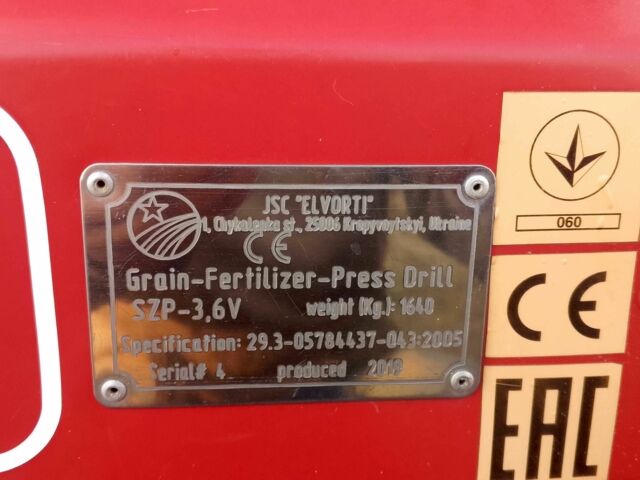 JSC "ELVORTI"
1, Chykalenka st., 25006 Kropyvnytskyi, Ukraine
CE
Grain-Fertilizer-Press Drill
SZP-3,6V weight (Kg.): 1640
Specification: 29.3-05784437-043:2005
Serial# 4 produced 2019
060
CE
EAC